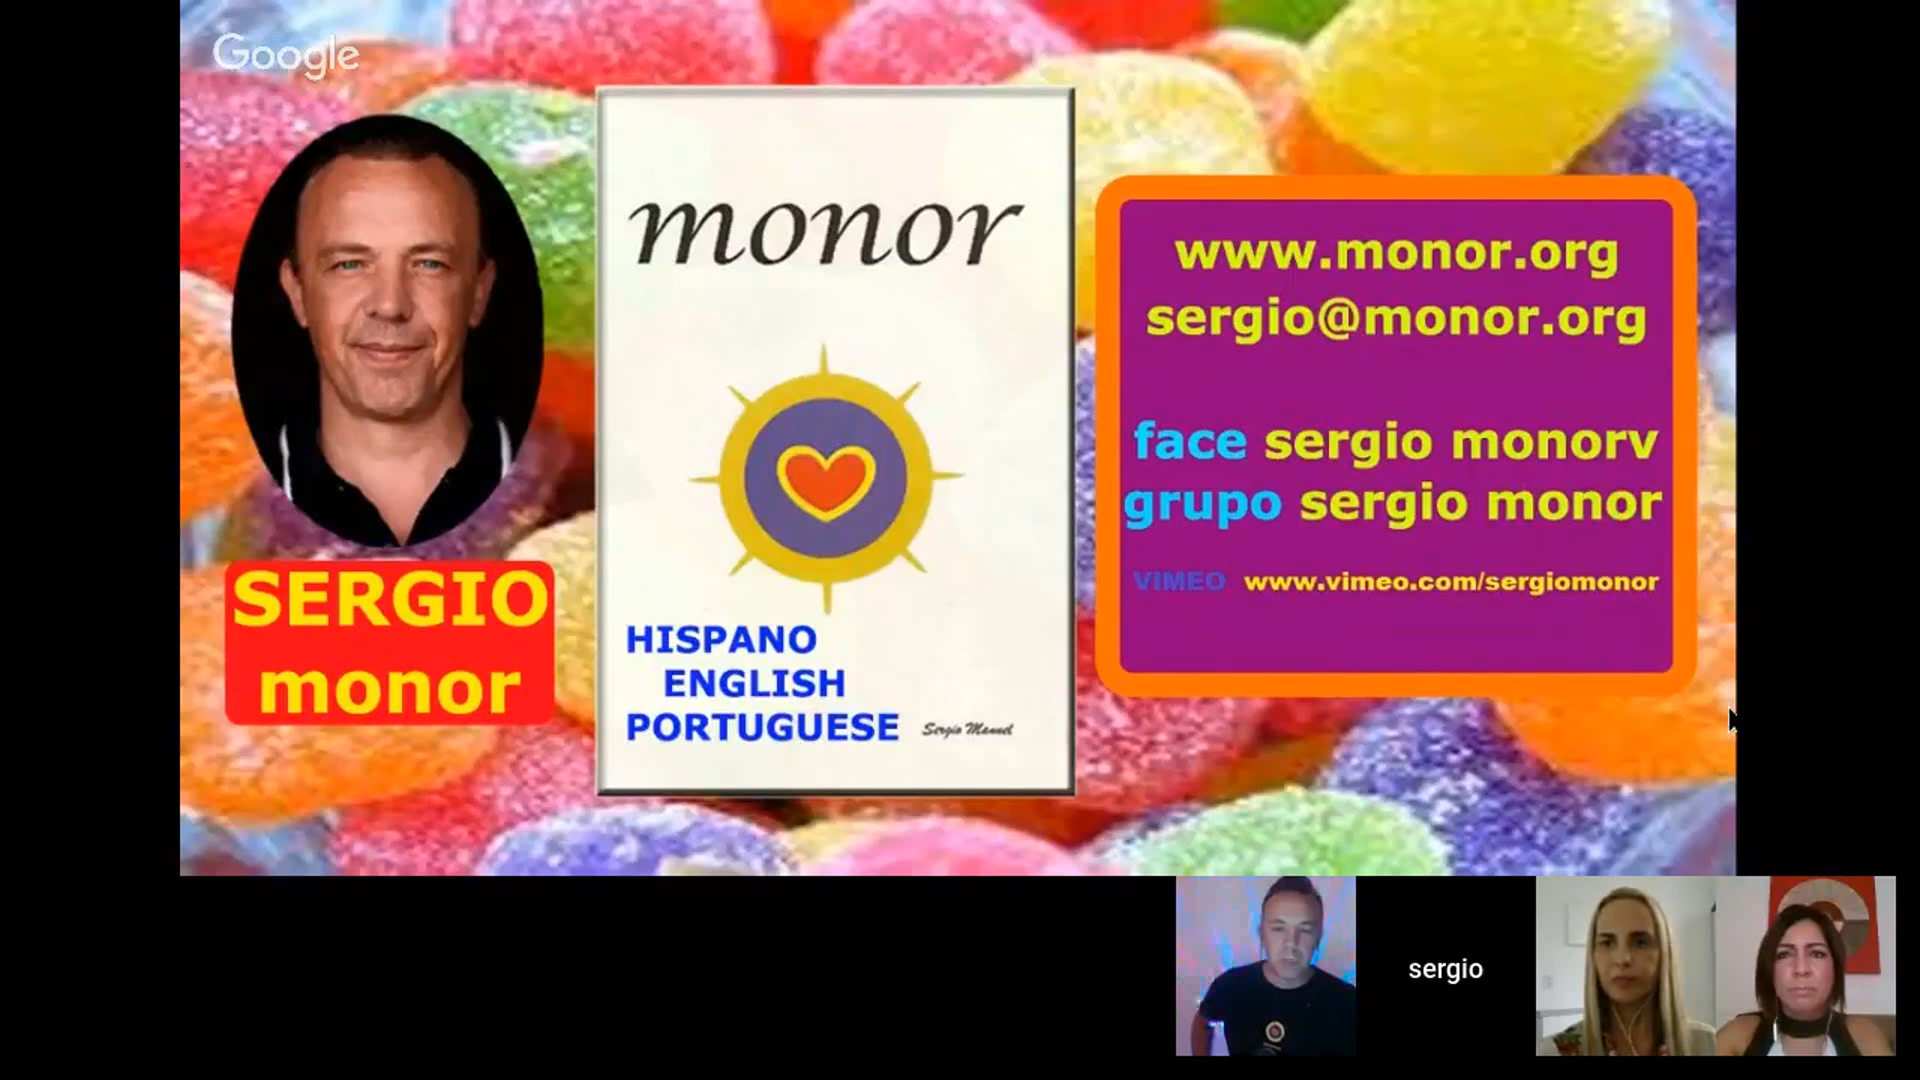 Google
SERGIO
monor
monor
HISPANO
ENGLISH
PORTUGUESE
Sergio Manuel
www.monor.org
sergio@monor.org
face sergio monorv
grupo sergio monor
VIMEO www.vimeo.com/sergiomonor
sergio